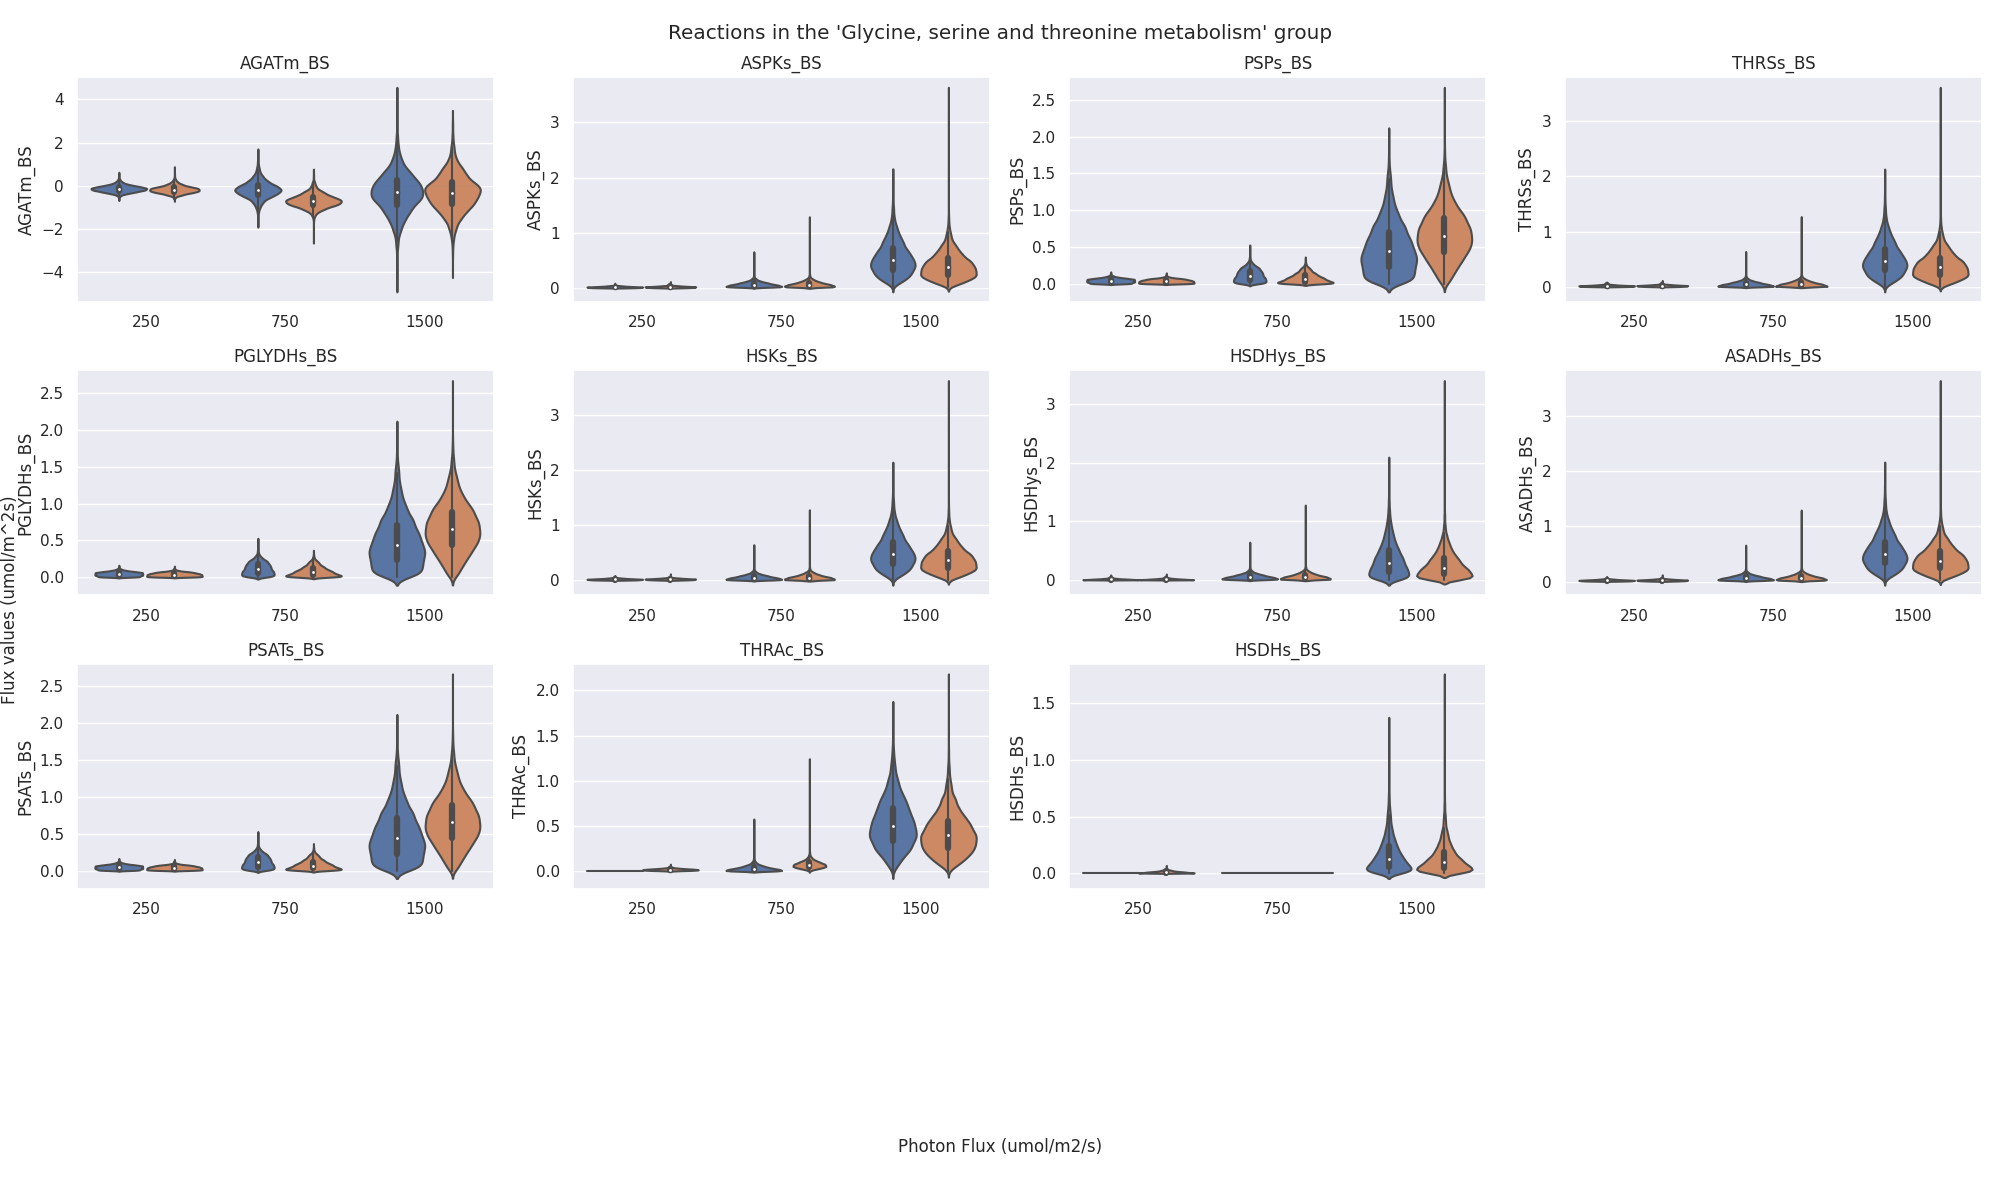 Reactions in the 'Glycine, serine and threonine metabolism' group
AGATm_BS
AGATm_BS
4
2
0
−2
−4
250 750 1500
ASPKs_BS
ASPKs_BS
3
2
1
0
250 750 1500
PSPs_BS
PSPs_BS
2.5
2.0
1.5
1.0
0.5
0.0
250 750 1500
THRSs_BS
THRSs_BS
3
2
1
0
250 750 1500
PGLYDHs_BS
PGLYDHs_BS
2.5
2.0
1.5
1.0
0.5
0.0
250 750 1500
HSKs_BS
HSKs_BS
3
2
1
0
250 750 1500
HSDHys_BS
HSDHys_BS
3
2
1
0
250 750 1500
ASADHs_BS
ASADHs_BS
3
2
1
0
250 750 1500
Flux values (umol/m^2s)
PSATs_BS
PSATs_BS
2.5
2.0
1.5
1.0
0.5
0.0
250 750 1500
THRAc_BS
THRAc_BS
2.0
1.5
1.0
0.5
0.0
250 750 1500
HSDHs_BS
HSDHs_BS
1.5
1.0
0.5
0.0
250 750 1500
Photon Flux (umol/m2/s)